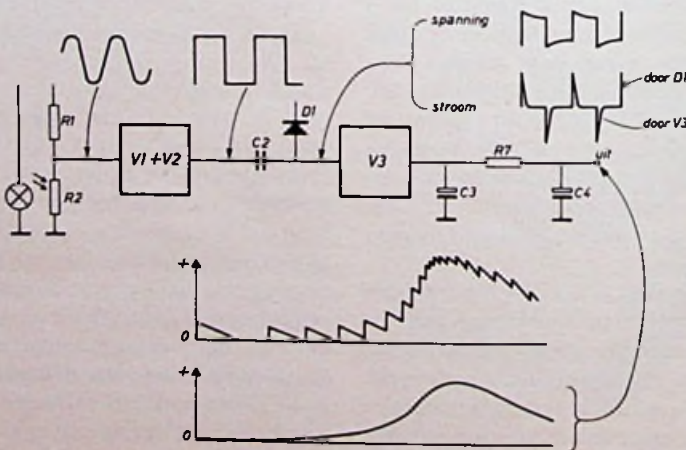 spanning
door D1
stroom
door V3
R1
C2
D1
V1+V2
V3
R7
uit
R2
C3
C4
+
0
+
0